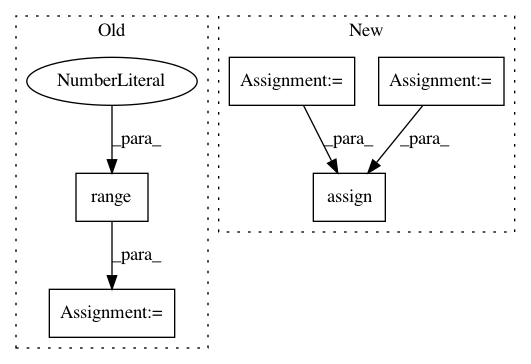 Old
New
NumberLiteral
Assignment:=
Assignment:=
_para_
_para_
_para_
range
assign
_para_
Assignment:=